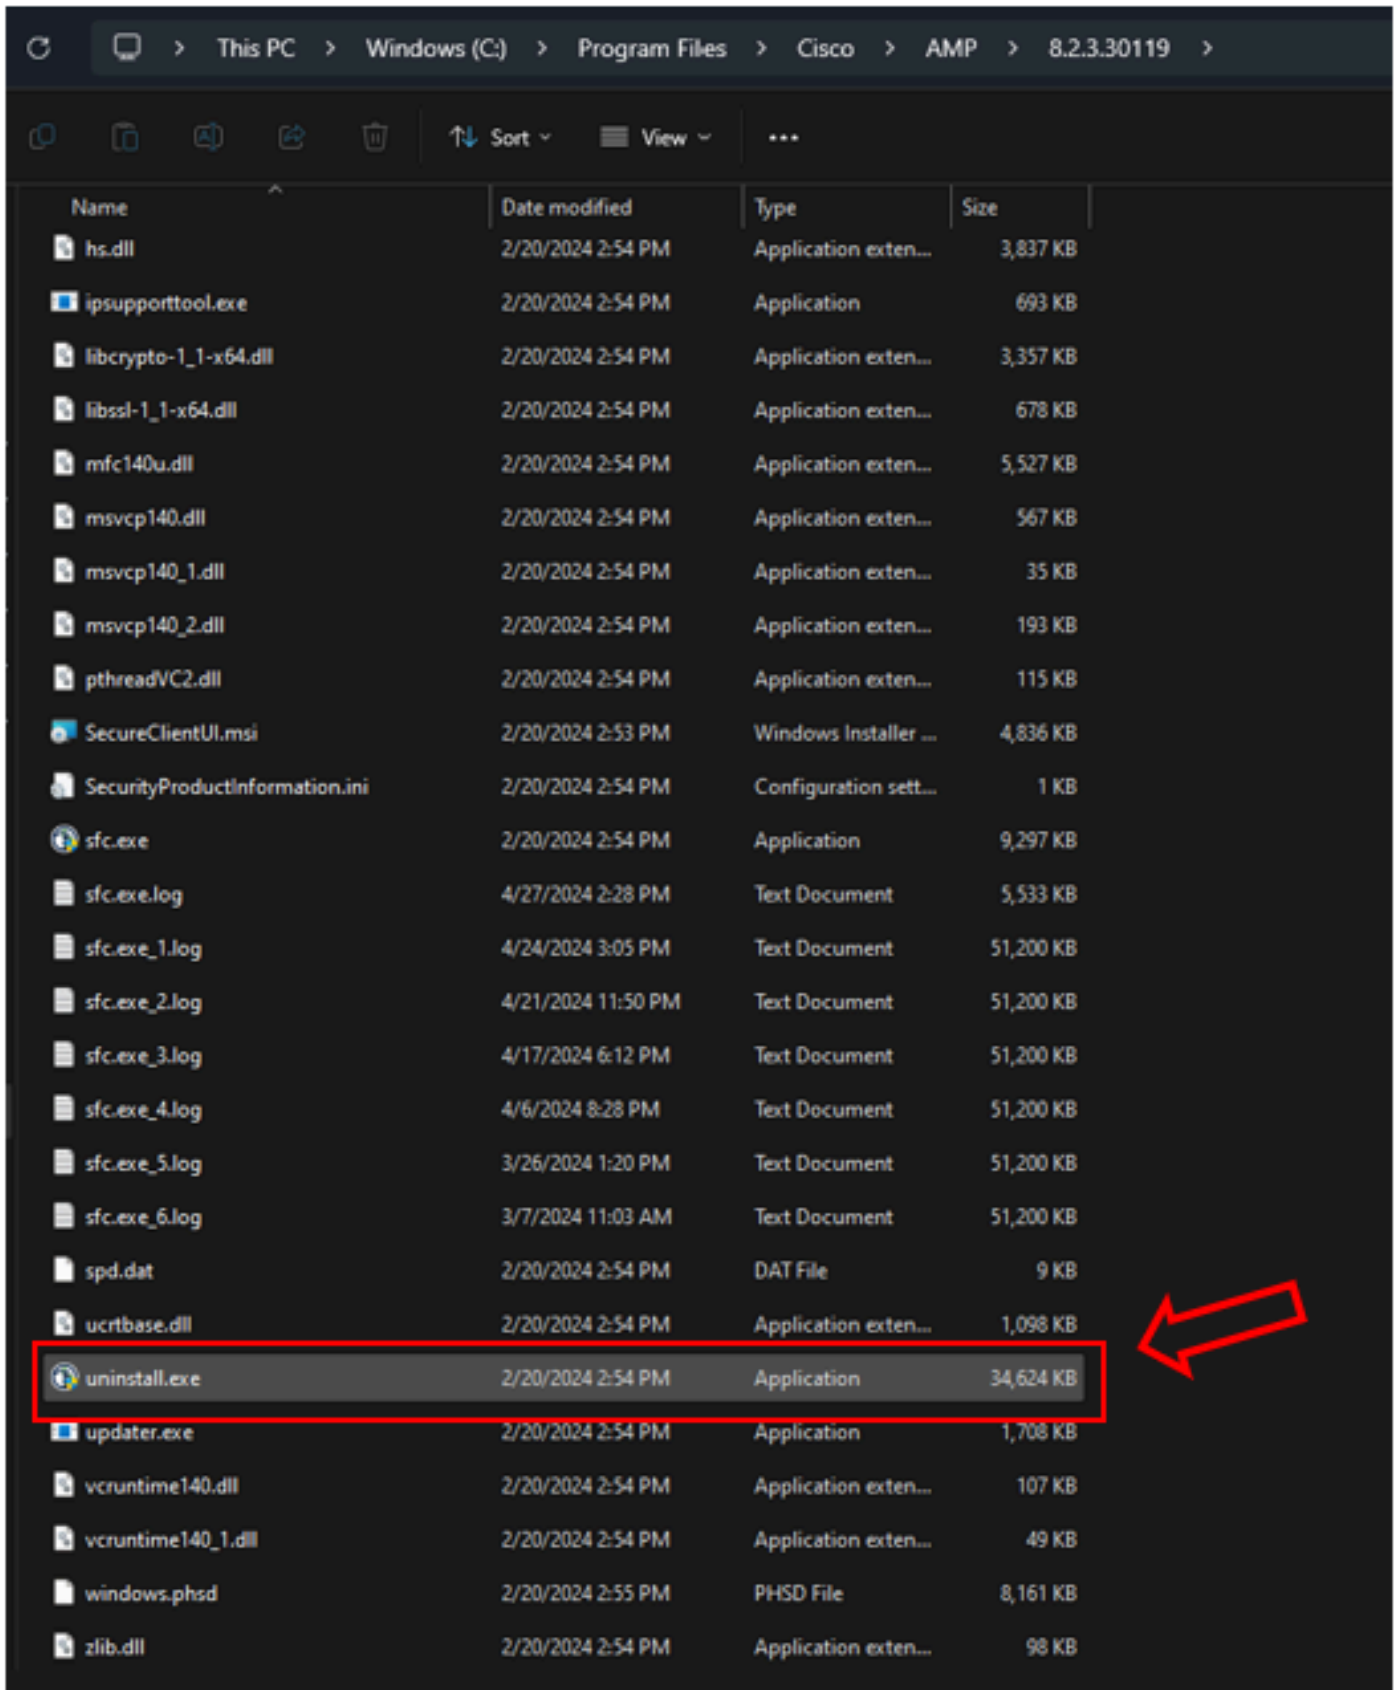 This PC > Windows (C:) > Program Files > Cisco > AMP > 8.2.3.30119 >
Sort View ...
Name Date modified Type Size
hs.dll 2/20/2024 2:54 PM Application exten... 3,837 KB
ipsupporttool.exe 2/20/2024 2:54 PM Application 693 KB
libcrypto-1_1-x64.dll 2/20/2024 2:54 PM Application exten... 3,357 KB
libssl-1_1-x64.dll 2/20/2024 2:54 PM Application exten... 678 KB
mfc140u.dll 2/20/2024 2:54 PM Application exten... 5,527 KB
msvcp140.dll 2/20/2024 2:54 PM Application exten... 567 KB
msvcp140_1.dll 2/20/2024 2:54 PM Application exten... 35 KB
msvcp140_2.dll 2/20/2024 2:54 PM Application exten... 193 KB
pthreadVC2.dll 2/20/2024 2:54 PM Application exten... 115 KB
SecureClientUI.msi 2/20/2024 2:53 PM Windows Installer ... 4,836 KB
SecurityProductInformation.ini 2/20/2024 2:54 PM Configuration sett... 1 KB
sfc.exe 2/20/2024 2:54 PM Application 9,297 KB
sfc.exe.log 4/27/2024 2:28 PM Text Document 5,533 KB
sfc.exe_1.log 4/24/2024 3:05 PM Text Document 51,200 KB
sfc.exe_2.log 4/21/2024 11:50 PM Text Document 51,200 KB
sfc.exe_3.log 4/17/2024 6:12 PM Text Document 51,200 KB
sfc.exe_4.log 4/6/2024 8:28 PM Text Document 51,200 KB
sfc.exe_5.log 3/26/2024 1:20 PM Text Document 51,200 KB
sfc.exe_6.log 3/7/2024 11:03 AM Text Document 51,200 KB
spd.dat 2/20/2024 2:54 PM DAT File 9 KB
ucrtbase.dll 2/20/2024 2:54 PM Application exten... 1,098 KB
uninstall.exe 2/20/2024 2:54 PM Application 34,624 KB
updater.exe 2/20/2024 2:54 PM Application 1,708 KB
vcruntime140.dll 2/20/2024 2:54 PM Application exten... 107 KB
vcruntime140_1.dll 2/20/2024 2:54 PM Application exten... 49 KB
windows.phsd 2/20/2024 2:55 PM PHSD File 8,161 KB
zlib.dll 2/20/2024 2:54 PM Application exten... 98 KB